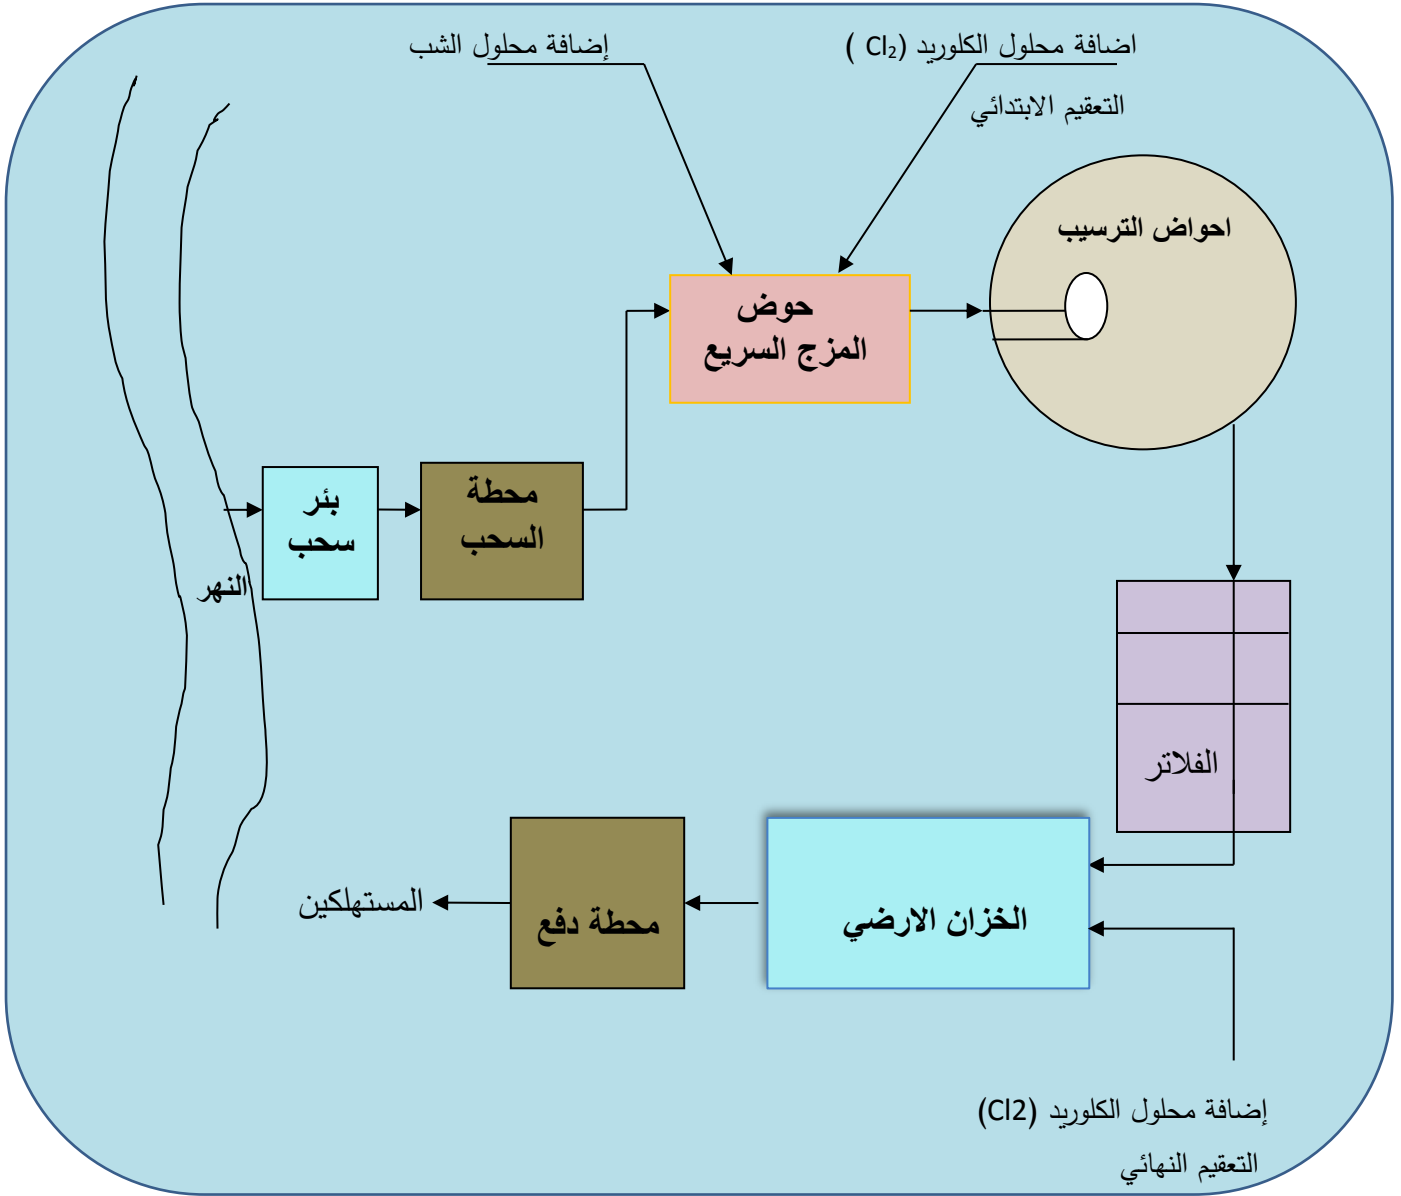 اضافة محلول الكلوريد (Cl₂ )
إضافة محلول الشب
التعقيم الابتدائي
احواض الترسيب
حوض
المزج السريع
محطة
السحب
بئر
سحب
النهر
الفلاتر
الخزان الارضي
محطة دفع
المستهلكين
إضافة محلول الكلوريد (Cl2)
التعقيم النهائي